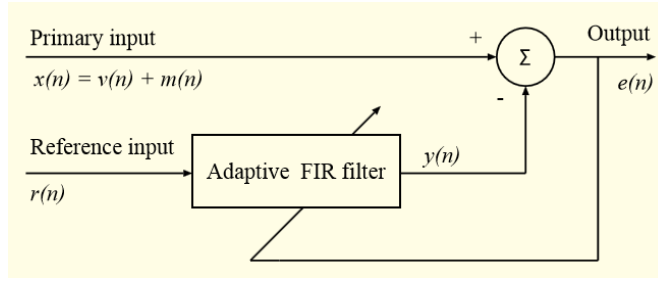 Primary input
x(n) = v(n) + m(n)
+
Σ
-
Output
e(n)
Reference input
r(n)
Adaptive FIR filter
y(n)